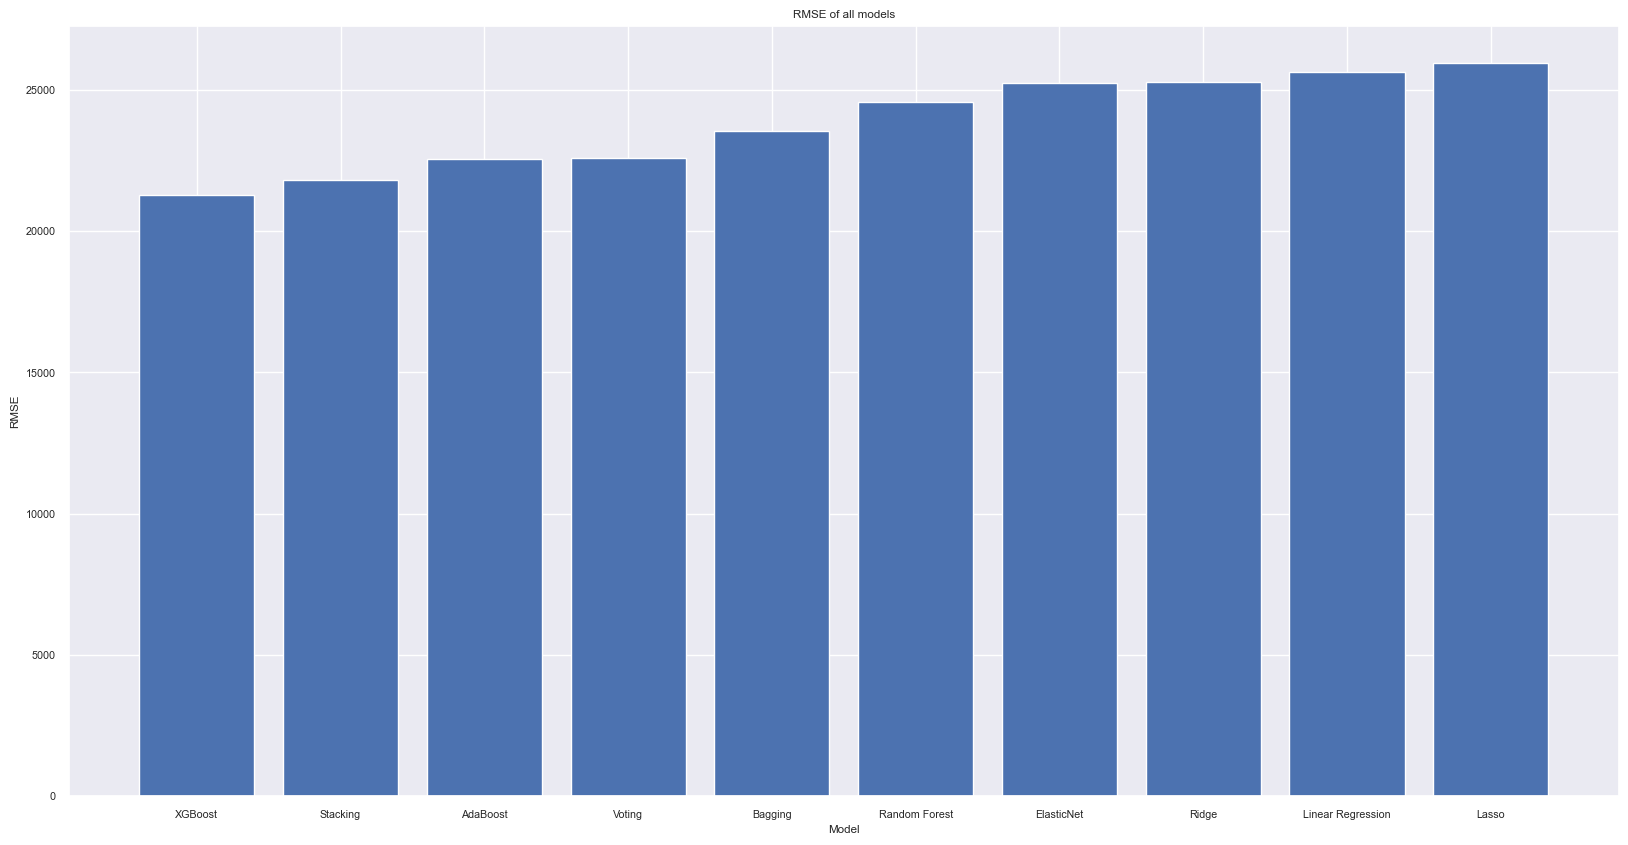 RMSE of all models
25000
20000
15000
10000
5000
0
RMSE
XGBoost Stacking AdaBoost Voting Bagging Random Forest ElasticNet Ridge Linear Regression Lasso
Model